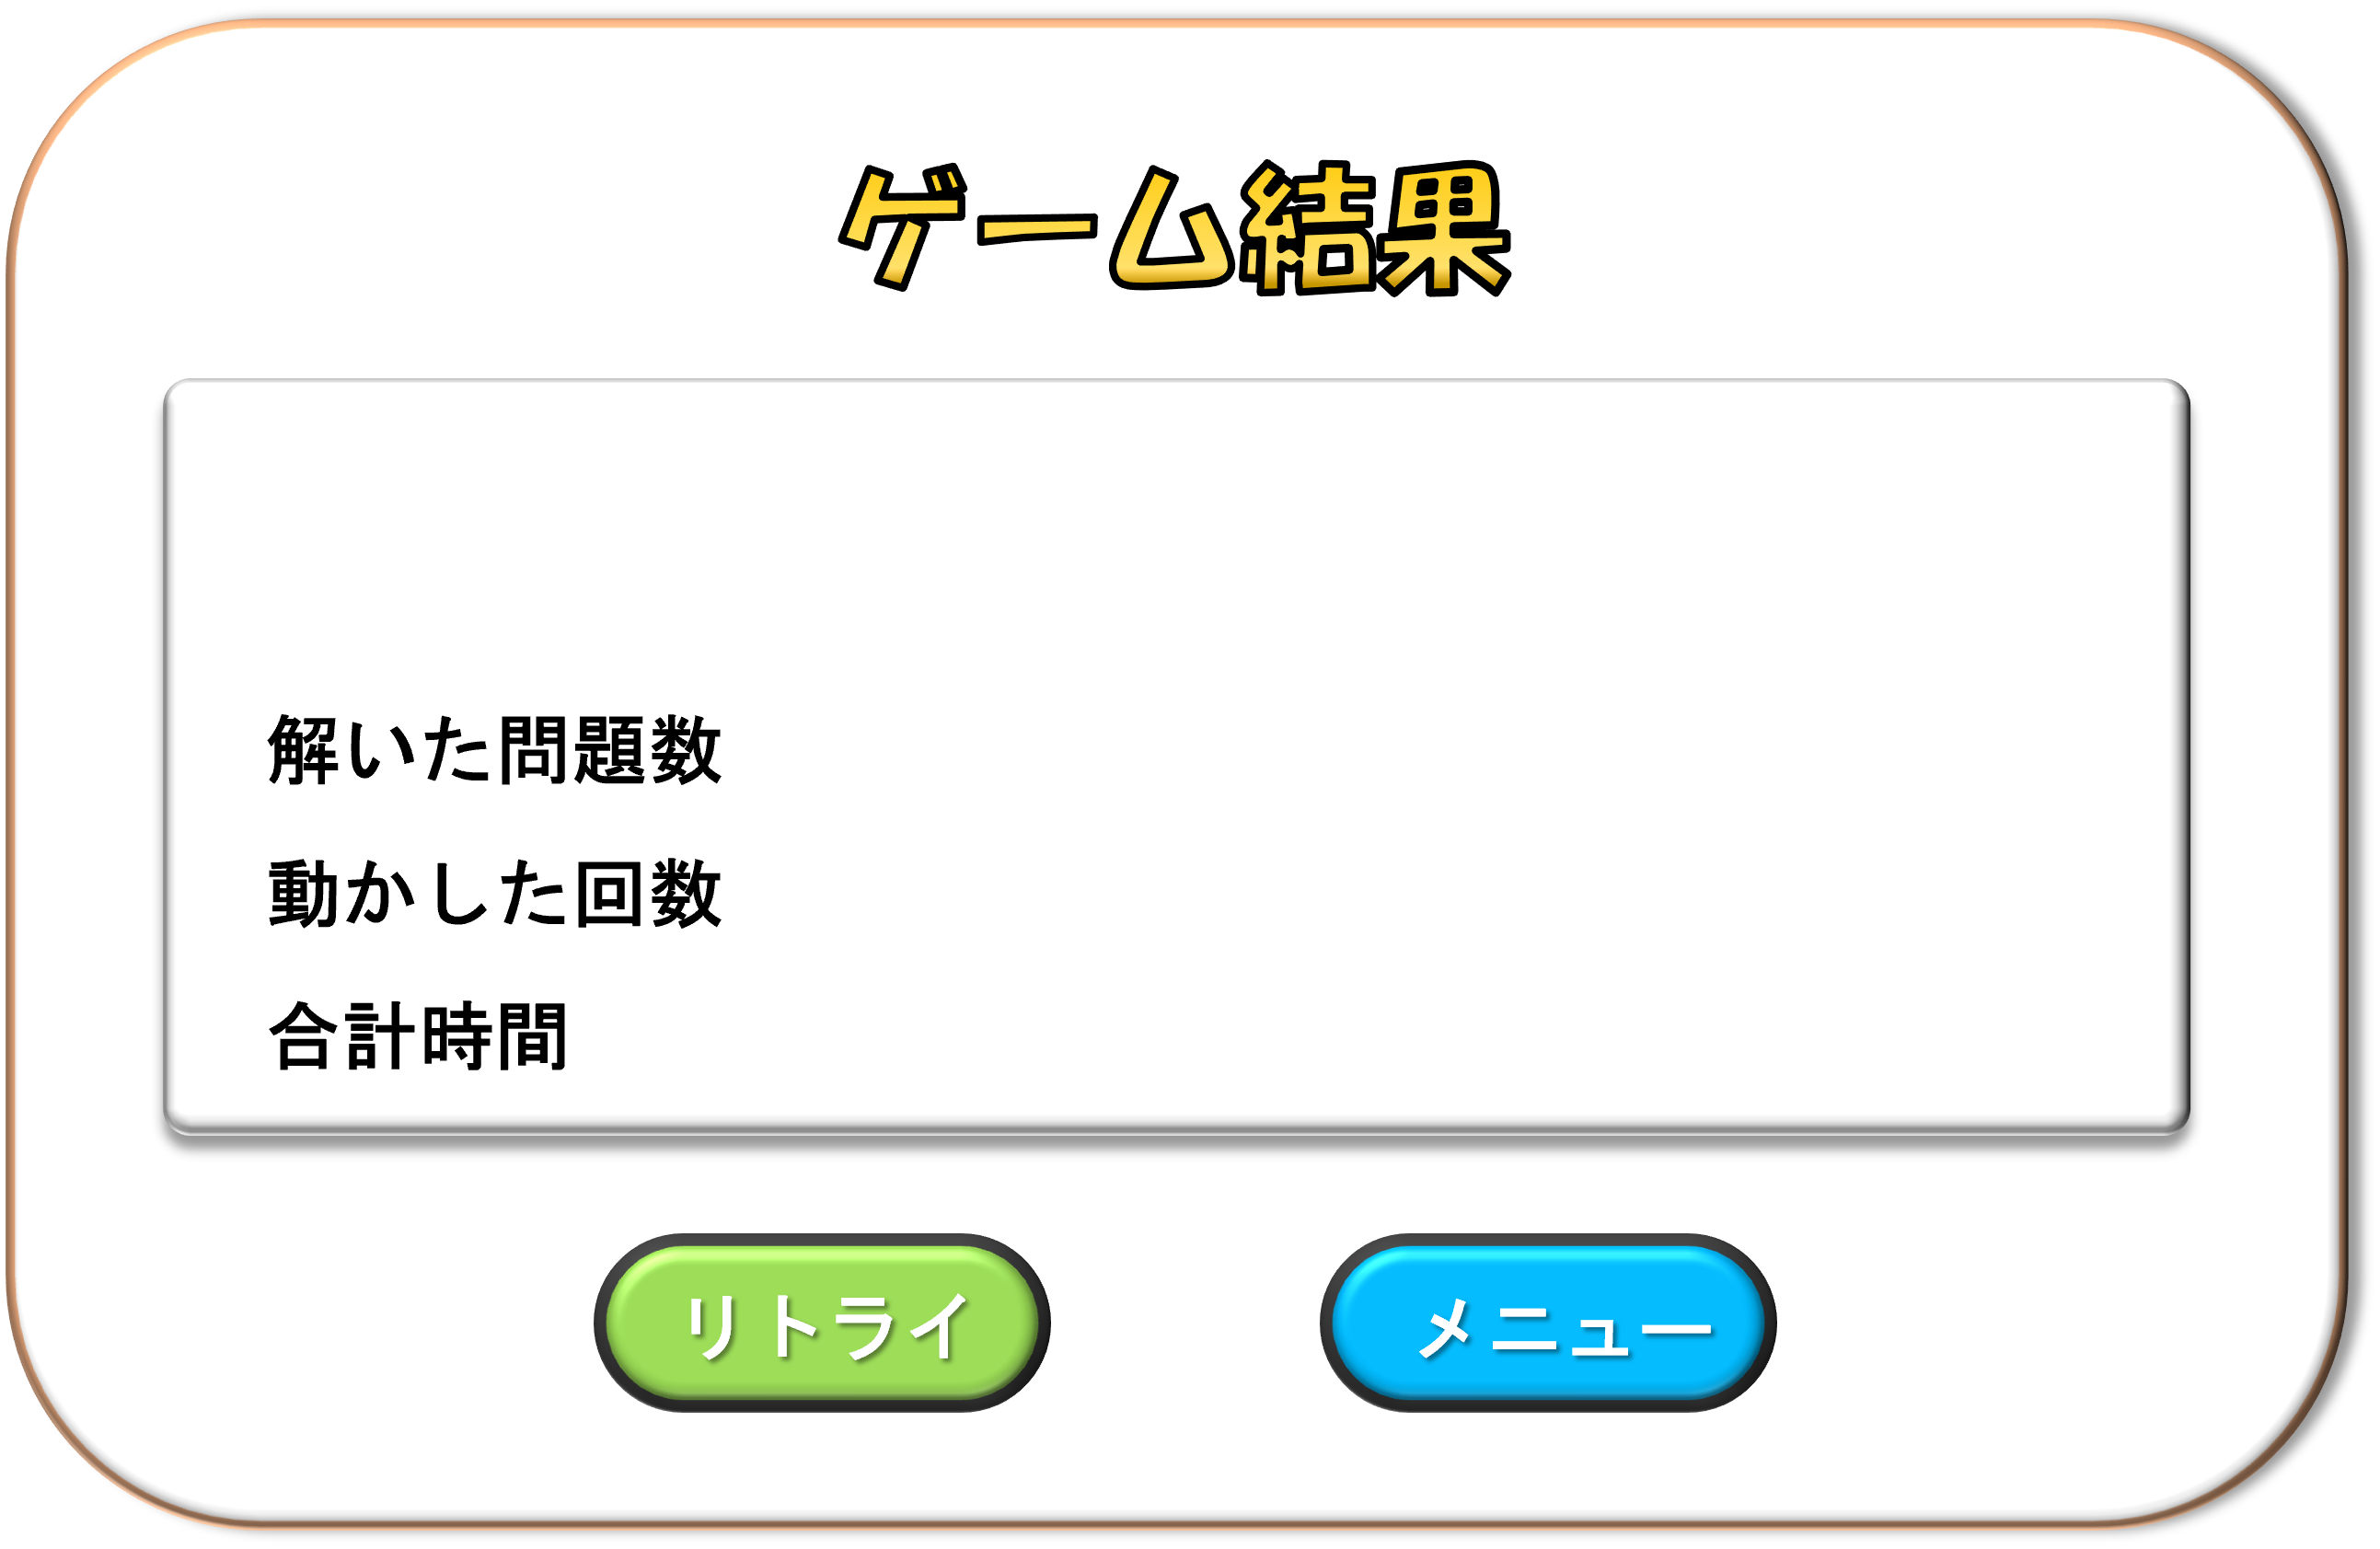 ゲーム結果
解いた問題数
動かした回数
合計時間
リトライ
メニュー